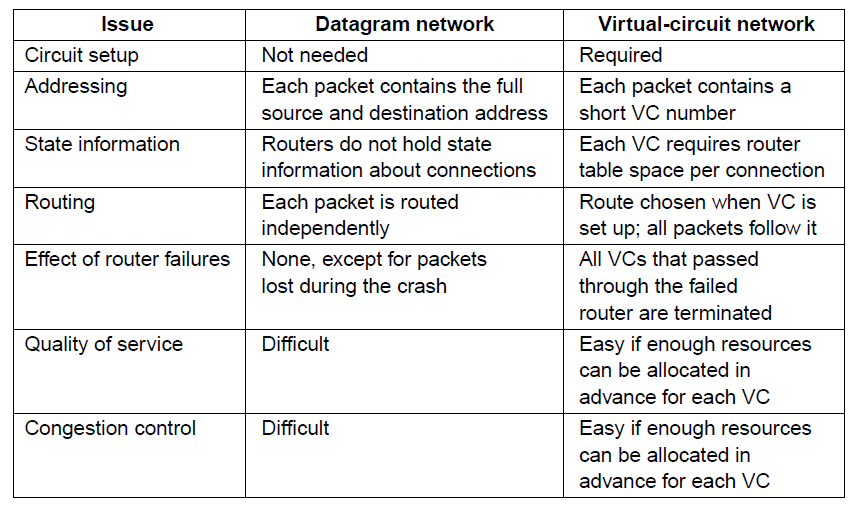 Issue Datagram network Virtual-circuit network
Circuit setup Not needed Required
Addressing Each packet contains the full Each packet contains a
source and destination address short VC number
State information Routers do not hold state Each VC requires router
information about connections table space per connection
Routing Each packet is routed Route chosen when VC is
independently set up; all packets follow it
Effect of router failures None, except for packets All VCs that passed
lost during the crash through the failed
router are terminated
Quality of service Difficult Easy if enough resources
can be allocated in
advance for each VC
Congestion control Difficult Easy if enough resources
can be allocated in
advance for each VC